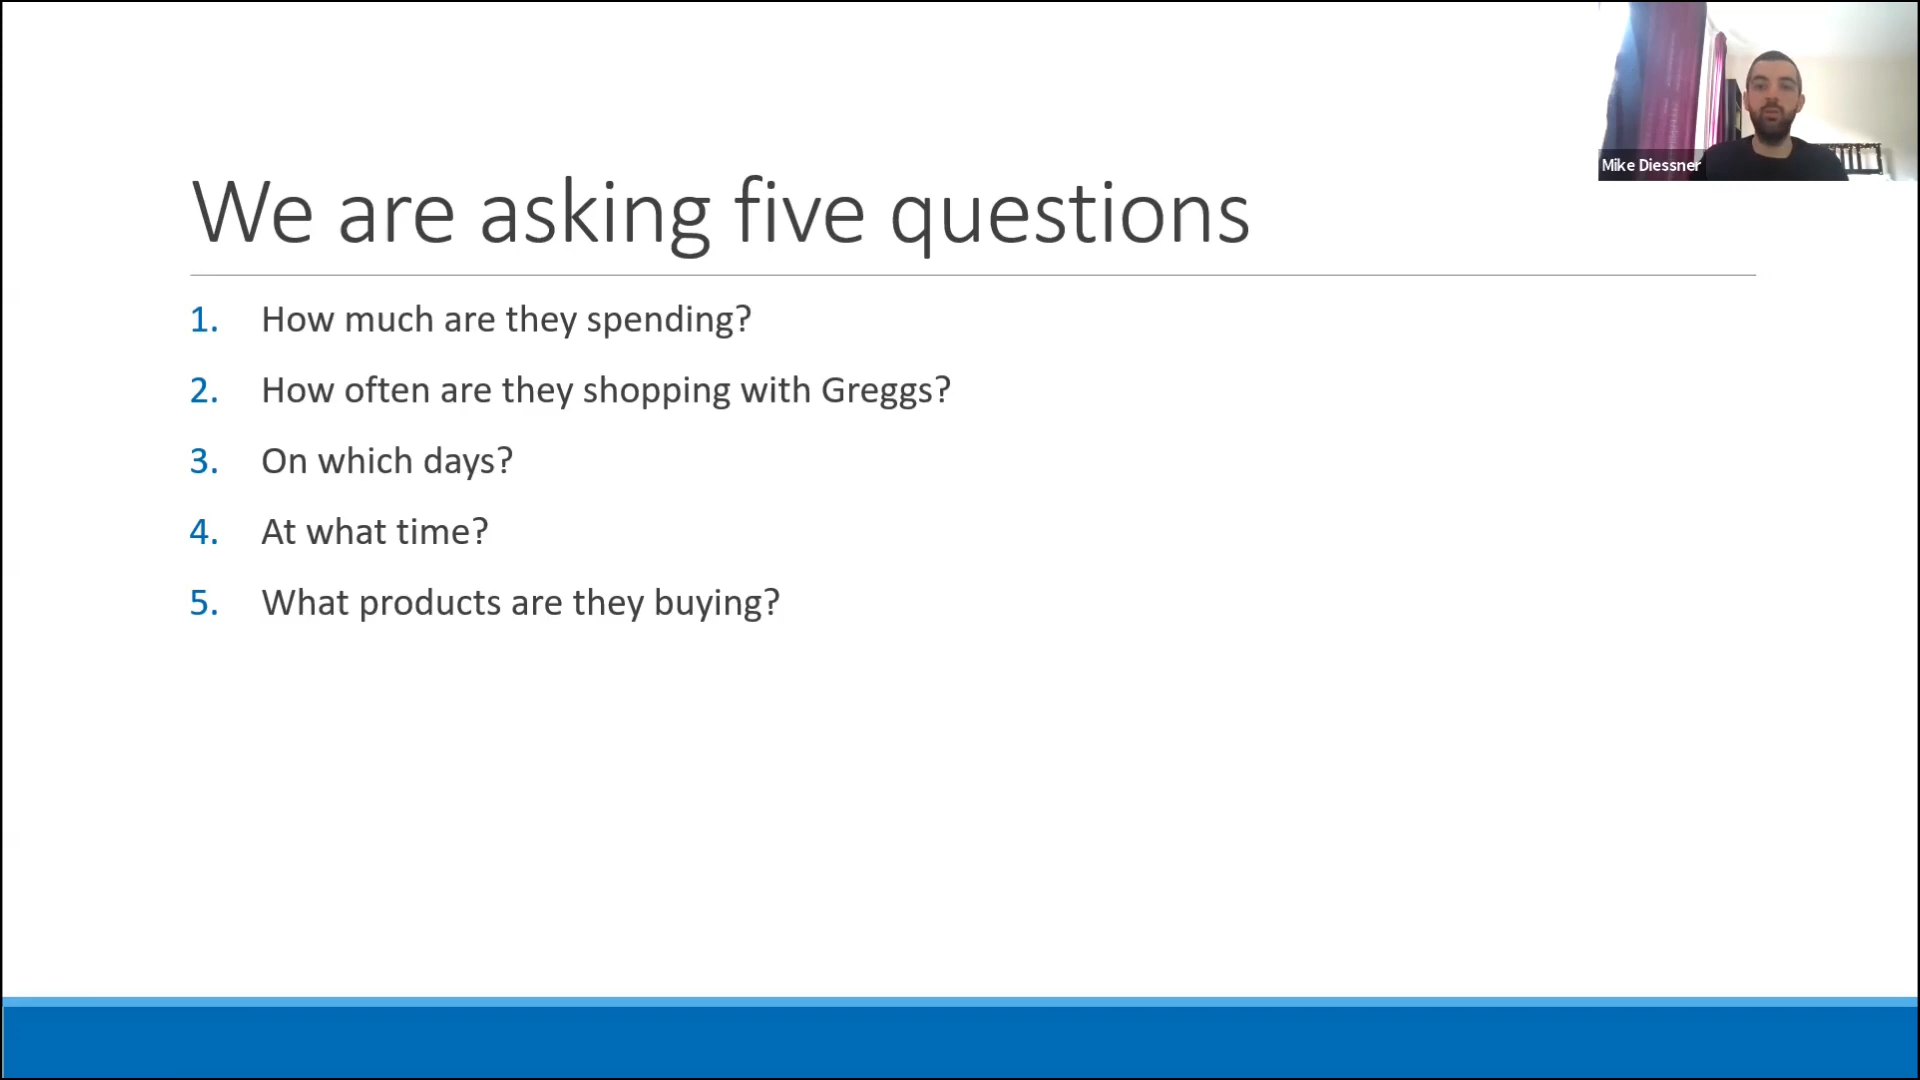 We are asking five questions
1. How much are they spending?
2. How often are they shopping with Greggs?
3. On which days?
4. At what time?
5. What products are they buying?
Mike Diessner